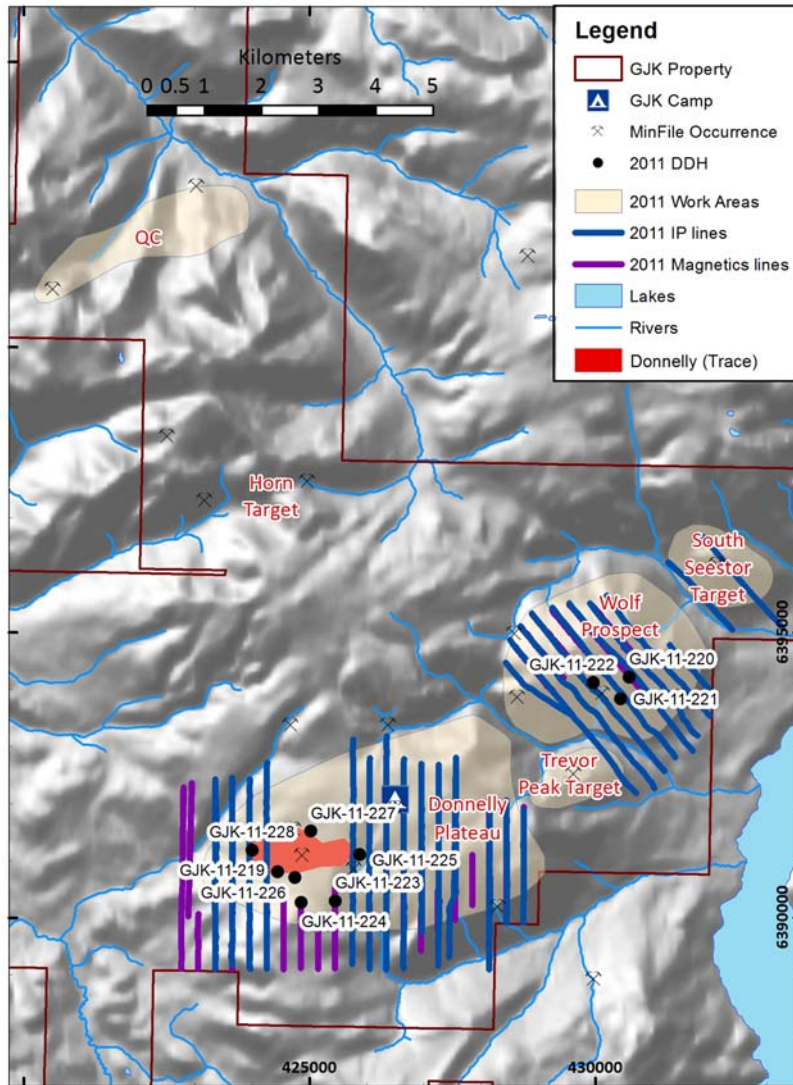 Kilometers
0 0.5 1 2 3 4 5
Legend
GJK Property
GJK Camp
MinFile Occurrence
2011 DDH
2011 Work Areas
2011 IP lines
2011 Magnetics lines
Lakes
Rivers
Donnelly (Trace)
QC
Horn
Target
South
Seestor
Target
Wolf
Prospect
GJK-11-222
GJK-11-220
GJK-11-221
6395000
Trevor
Peak Target
Donnelly
Plateau
GJK-11-227
GJK-11-228
GJK-11-225
GJK-11-219
GJK-11-223
GJK-11-226
GJK-11-224
6390000
425000
430000